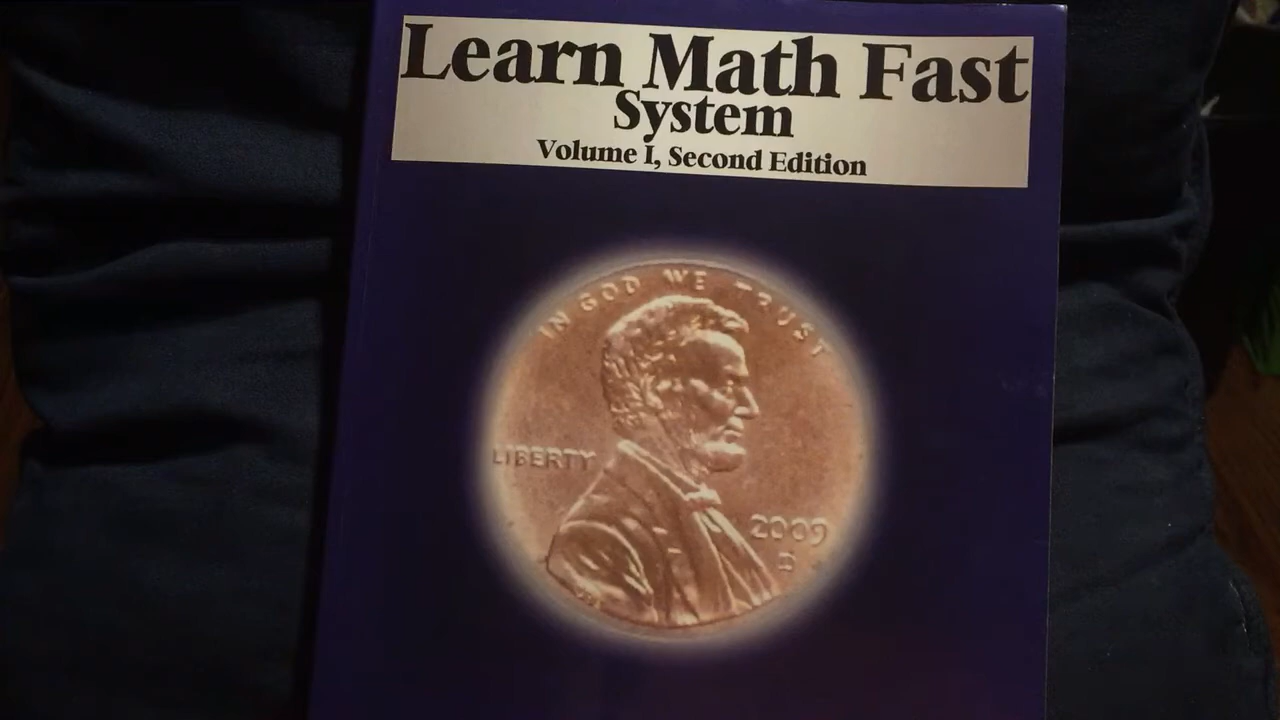 Learn Math Fast
System
Volume I, Second Edition
IN GOD WE TRUST
LIBERTY
2009
D